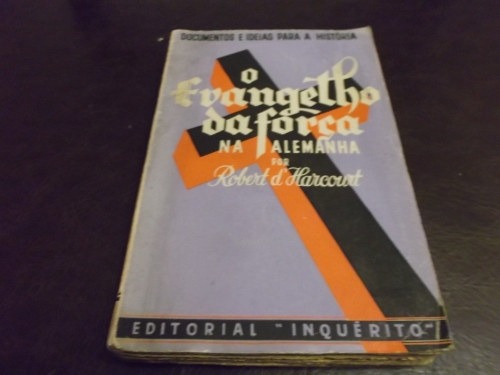 DOCUMENTOS E IDEIAS PARA A HISTÓRIA
O
Evangelho
da fôrça
NA ALEMANHA
POR
Robert d'Harcourt
EDITORIAL "INQUÉRITO"